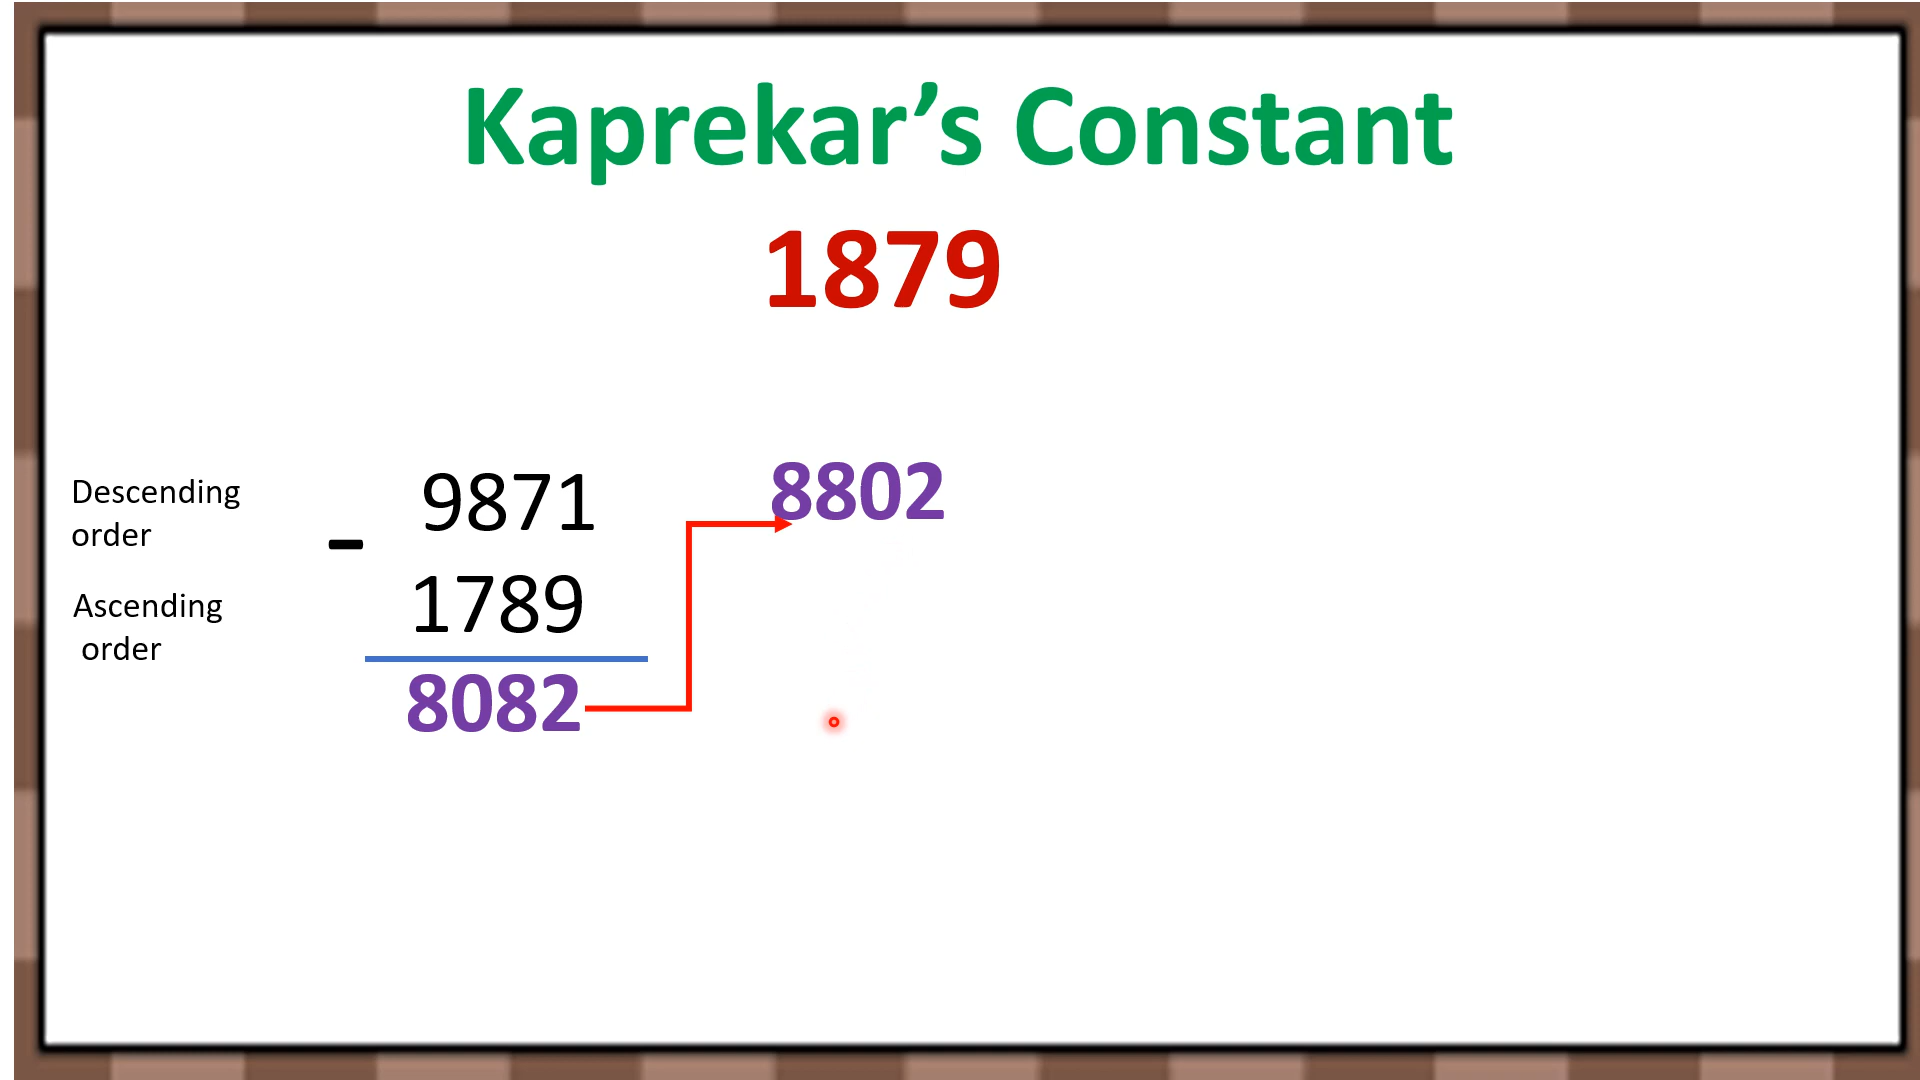 Kaprekar’s Constant
1879
Descending
order
- 9871
8802
Ascending
order
1789
8082